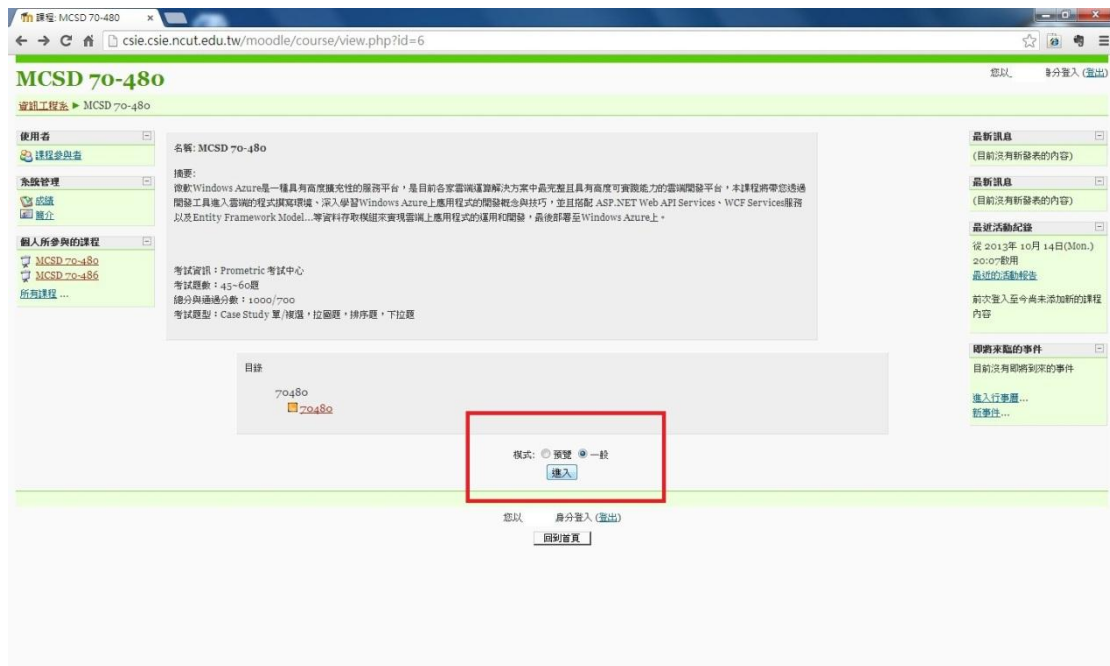 課程: MCSD 70-480
csie.csie.ncut.edu.tw/moodle/course/view.php?id=6
MCSD 70-480
您以 身分登入 (登出)
資訊工程系 ► MCSD 70-480
使用者
課程參與者
系統管理
成績
簡介
個人所參與的課程
MCSD 70-480
MCSD 70-486
所有課程 ...
名稱: MCSD 70-480
摘要:
微軟Windows Azure是一種具有高度擴充性的服務平台,是目前各家雲端運算解決方案中最完整且具有高度可實踐能力的雲端開發平台,本課程將帶您透過
開發工具進入雲端的程式撰寫環境、深入學習Windows Azure上應用程式的開發概念與技巧,並且搭配 ASP.NET Web API Services、WCF Services服務
以及Entity Framework Model...等資料存取模組來實現雲端上應用程式的運用和開發,最後部署至Windows Azure上。
考試資訊:Prometric 考試中心
考試題數:45~60題
總分與通過分數:1000/700
考試題型:Case Study 單/複選,拉圖題,排序題,下拉題
目錄
70480
70480
模式: 預覽 一般
進入
最新訊息
(目前沒有新發表的內容)
最新訊息
(目前沒有新發表的內容)
最近活動紀錄
從 2013年 10月 14日(Mon.)
20:07啟用
最近的活動報告
前次登入至今尚未添加新的課程
內容
即將來臨的事件
目前沒有即將到來的事件
進入行事曆...
新事件...
您以 身分登入 (登出)
回到首頁